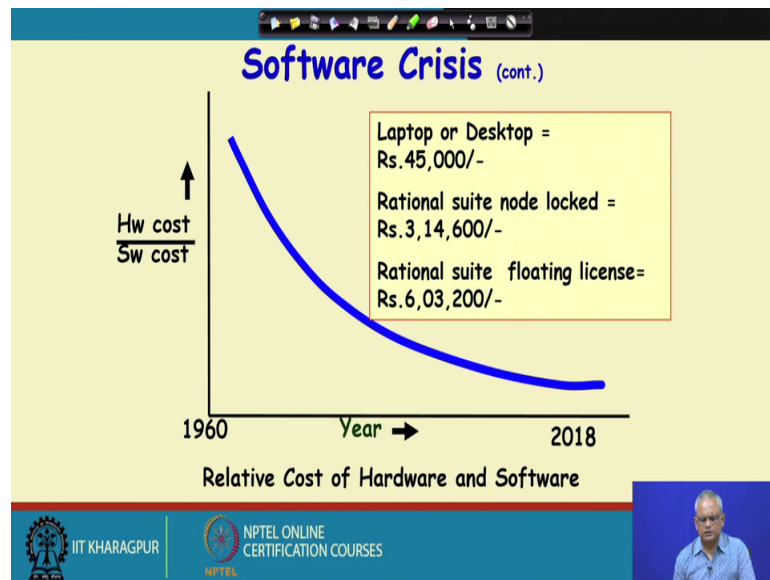 Software Crisis (cont.)
Laptop or Desktop =
Rs.45,000/-
Rational suite node locked =
Rs.3,14,600/-
Rational suite floating license=
Rs.6,03,200/-
Hw cost
Sw cost
1960
Year
2018
Relative Cost of Hardware and Software
IIT KHARAGPUR
NPTEL
NPTEL ONLINE
CERTIFICATION COURSES